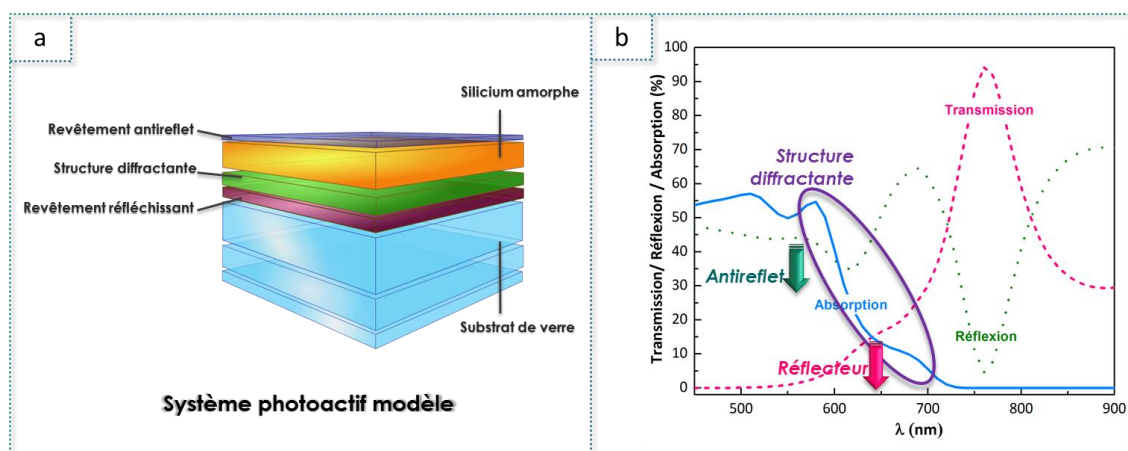 a
Silicium amorphe
Revêtement antireflet
Structure diffractante
Revêtement réfléchissant
Substrat de verre
Système photoactif modèle
b
Transmission/ Réflexion / Absorption (%)
100
90
80
70
60
50
40
30
20
10
0
Structure
diffractante
Transmission
Antireflet
Absorption
Réflexion
Réflecteur
500
600
700
800
900
λ (nm)